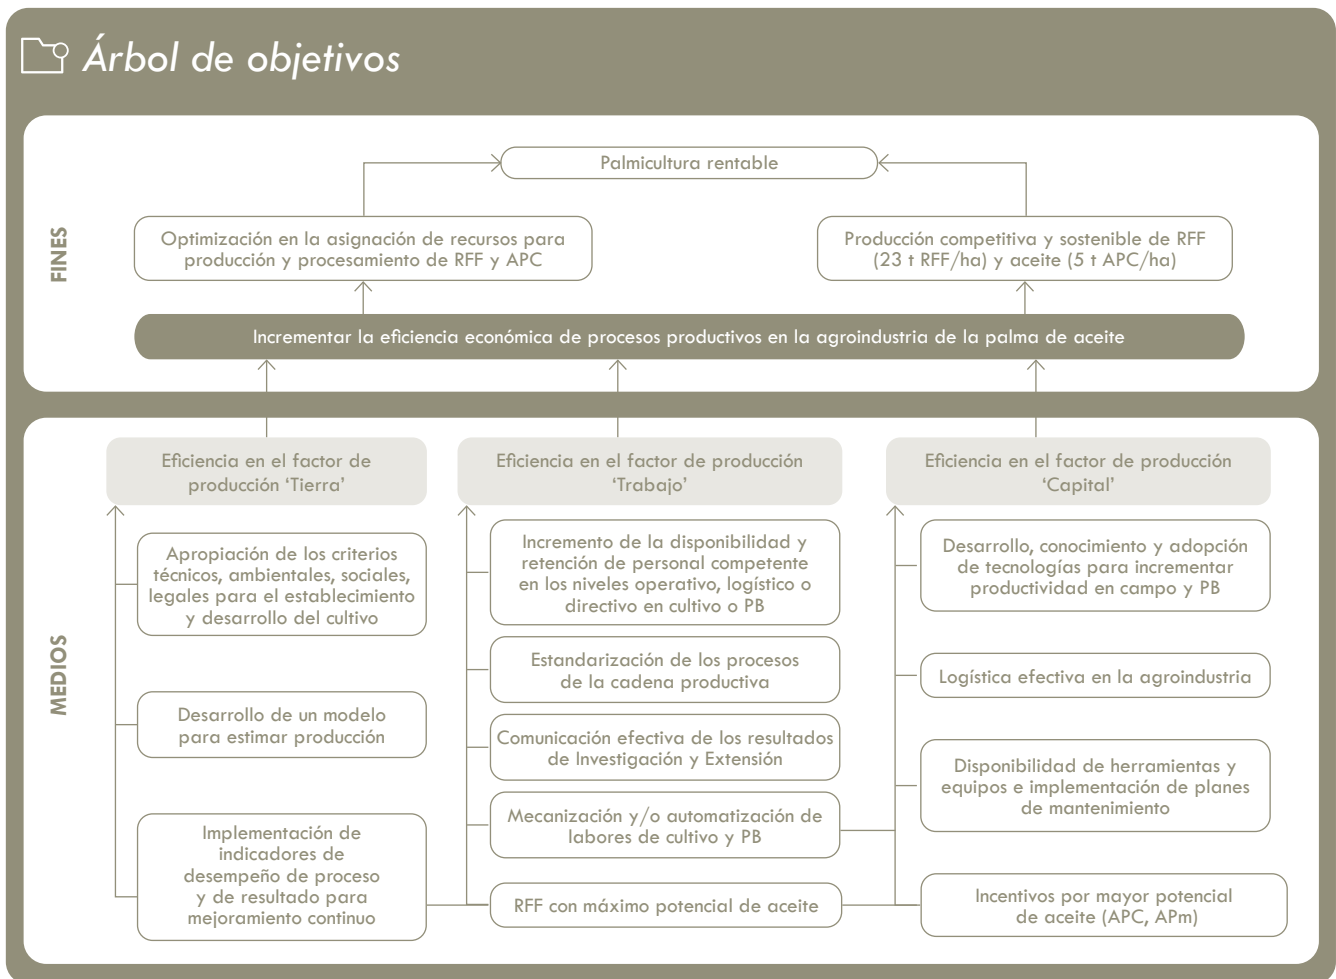 Árbol de objetivos
FINES
Palmicultura rentable
Optimización en la asignación de recursos para
producción y procesamiento de RFF y APC
Producción competitiva y sostenible de RFF
(23 t RFF/ha) y aceite (5 t APC/ha)
Incrementar la eficiencia económica de procesos productivos en la agroindustria de la palma de aceite
MEDIOS
Eficiencia en el factor de
producción ‘Tierra’
Apropiación de los criterios
técnicos, ambientales, sociales,
legales para el establecimiento
y desarrollo del cultivo
Desarrollo de un modelo
para estimar producción
Implementación de
indicadores de
desempeño de proceso
y de resultado para
mejoramiento continuo
Eficiencia en el factor de producción
‘Trabajo’
Incremento de la disponibilidad y
retención de personal competente
en los niveles operativo, logístico o
directivo en cultivo o PB
Estandarización de los procesos
de la cadena productiva
Comunicación efectiva de los resultados
de Investigación y Extensión
Mecanización y/o automatización de
labores de cultivo y PB
RFF con máximo potencial de aceite
Eficiencia en el factor de producción
‘Capital’
Desarrollo, conocimiento y adopción
de tecnologías para incrementar
productividad en campo y PB
Logística efectiva en la agroindustria
Disponibilidad de herramientas y
equipos e implementación de planes
de mantenimiento
Incentivos por mayor potencial
de aceite (APC, APm)